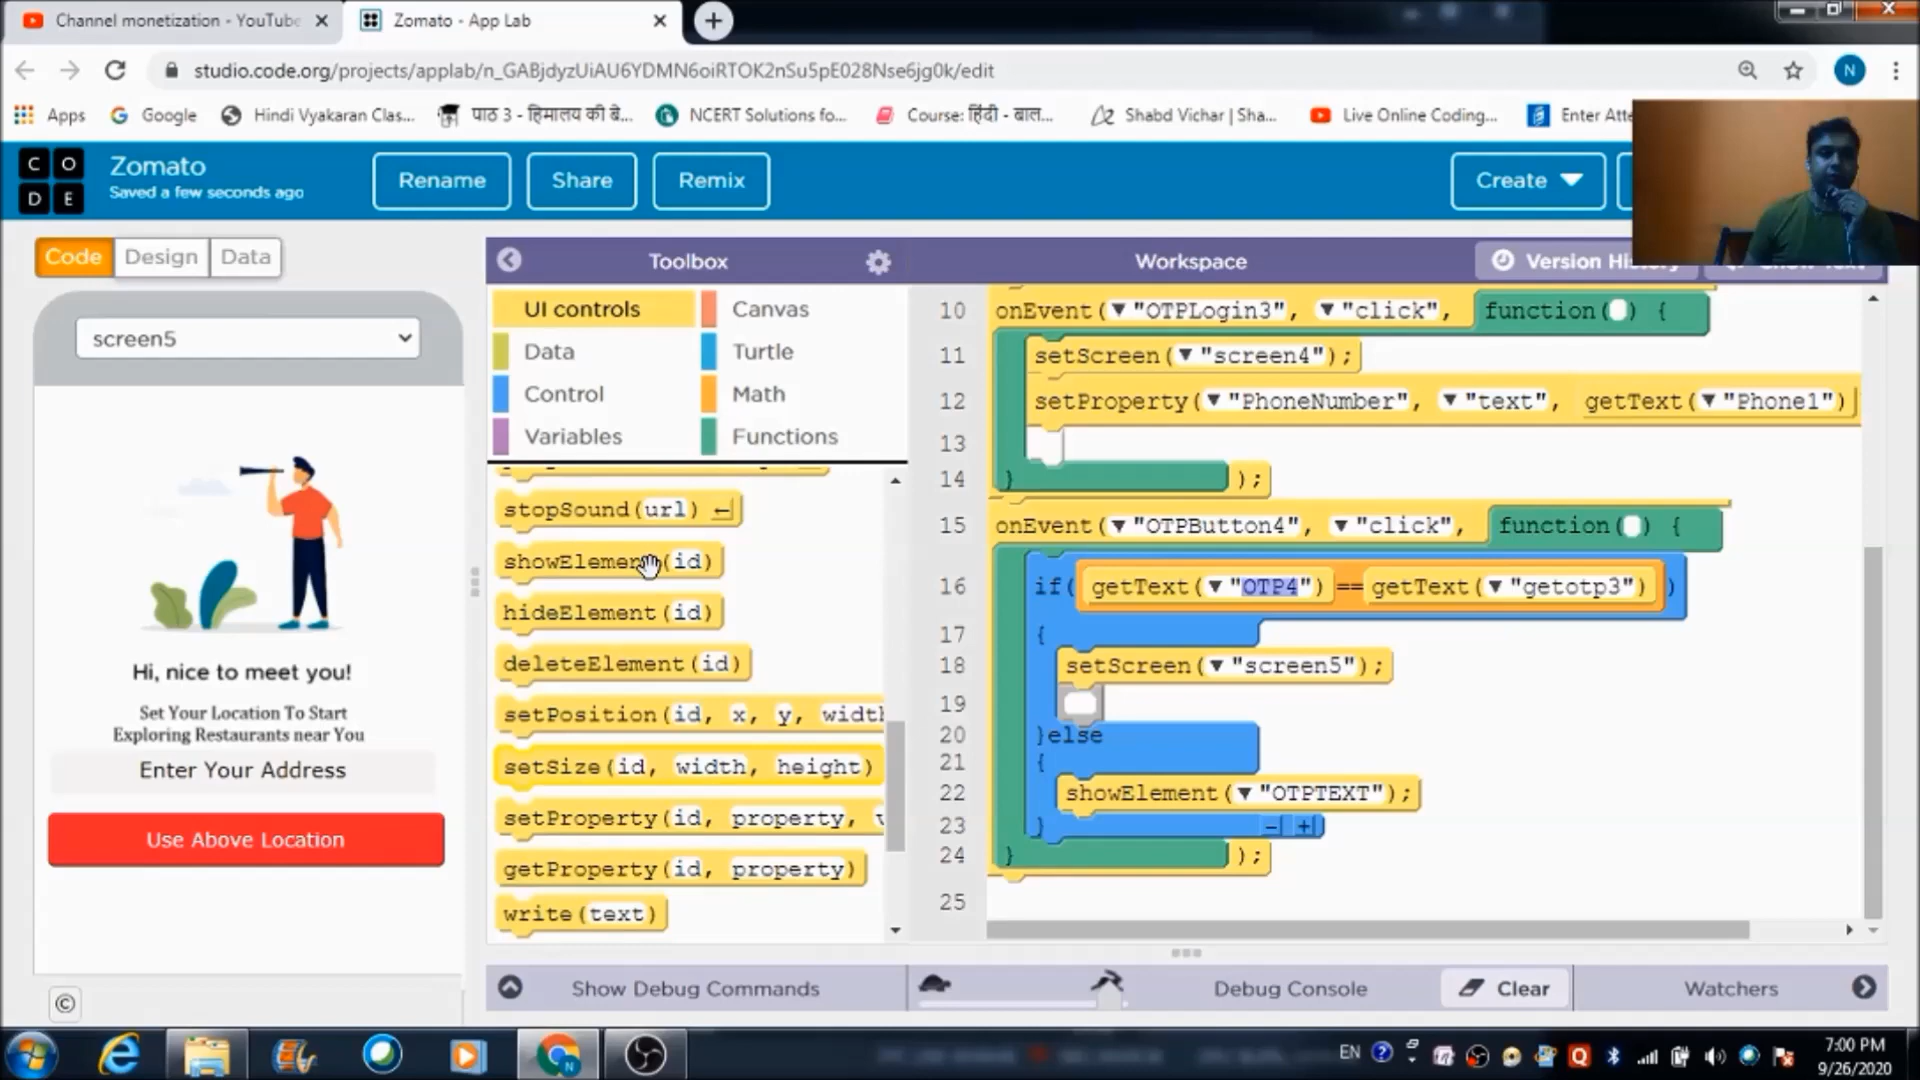 Channel monetization - YouTube
Zomato - App Lab
studio.code.org/projects/applab/n_GABjdyzUiAU6YDMN6oiRTOK2nSu5pE028Nse6jg0k/edit
N
Apps
Google
Hindi Vyakaran Clas...
पाठ 3 - हिमालय की बे...
NCERT Solutions fo...
Course: हिंदी - बाल...
Shabd Vichar | Sha...
Live Online Coding...
Enter Atte
C O
D E
Zomato
Saved a few seconds ago
Rename
Share
Remix
Create
Code
Design
Data
Toolbox
Workspace
Version History
Show Text
screen5
Hi, nice to meet you!
Set Your Location To Start
Exploring Restaurants near You
Enter Your Address
Use Above Location
UI controls
Canvas
Data
Turtle
Control
Math
Variables
Functions
stopSound(url)
showElement(id)
hideElement(id)
deleteElement(id)
setPosition(id, x, y, width
setSize(id, width, height)
setProperty(id, property, v
getProperty(id, property)
write(text)
10 onEvent("OTPLogin3", "click", function() {
11 setScreen("screen4");
12 setProperty("PhoneNumber", "text", getText("Phone1")
13
14 } );
15 onEvent("OTPButton4", "click", function() {
16 if( getText("OTP4") == getText("getotp3") )
17 {
18 setScreen("screen5");
19
20 }else
21 {
22 showElement("OTPTEXT");
23 } - +
24 } );
25
Show Debug Commands
Debug Console
Clear
Watchers
©
EN
7:00 PM
9/26/2020